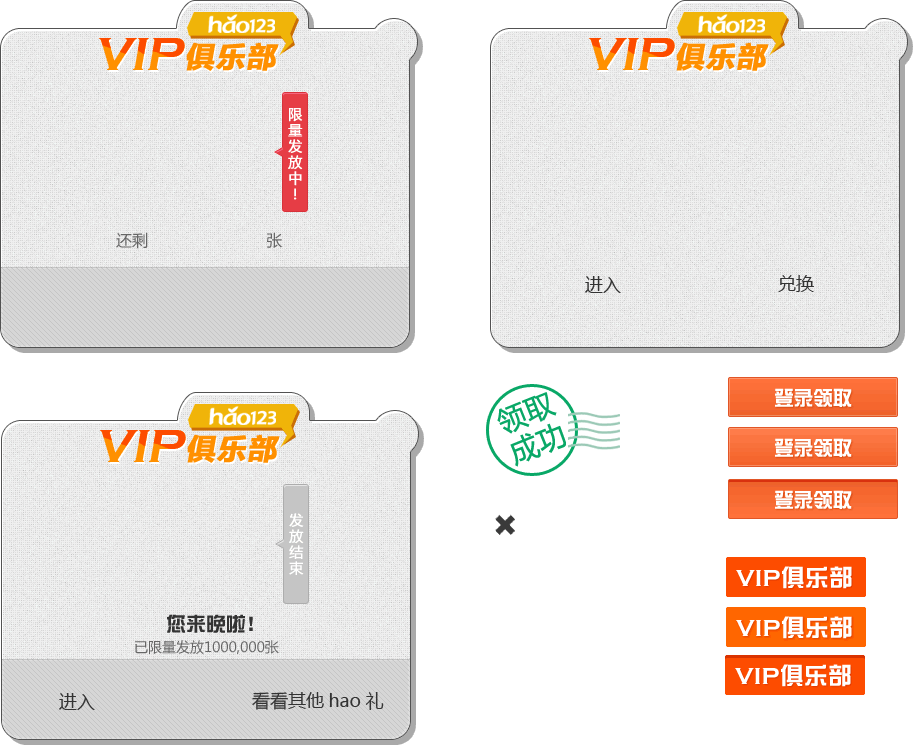 hao123
VIP俱乐部
限量发放中！
还剩 张
hao123
VIP俱乐部
进入 兑换
hao123
VIP俱乐部
发放结束
您来晚啦！
已限量发放1000,000张
进入 看看其他 hao 礼
领取
成功
登录领取
登录领取
登录领取
VIP俱乐部
VIP俱乐部
VIP俱乐部